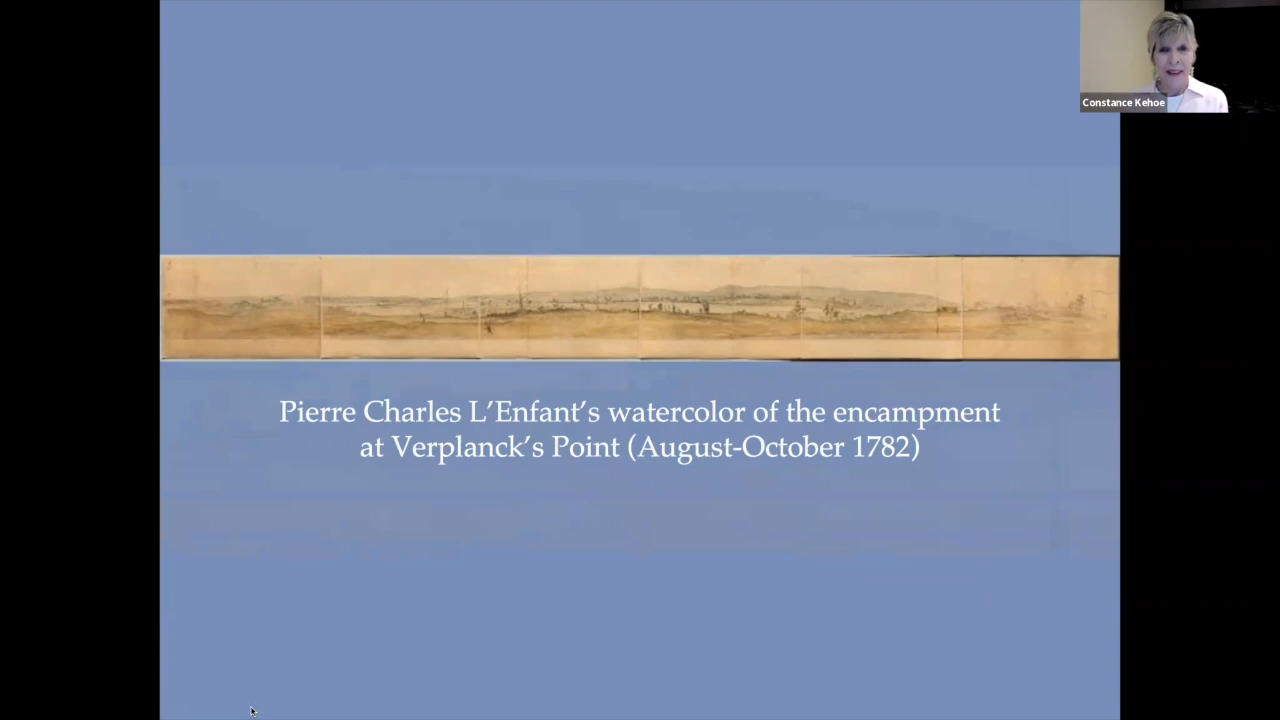 Constance Kehoe
Pierre Charles L’Enfant’s watercolor of the encampment
at Verplanck’s Point (August-October 1782)